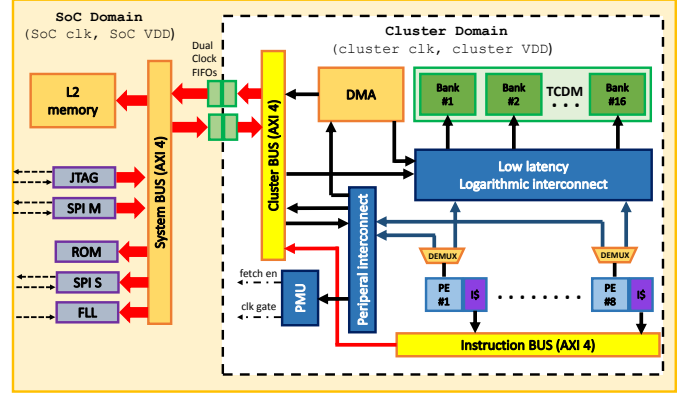 SoC Domain
(SoC clk, SoC VDD)
Dual
Clock
FIFOs
Cluster Domain
(cluster clk, cluster VDD)
L2
memory
JTAG
SPI M
ROM
SPI S
FLL
System BUS (AXI 4)
Cluster BUS (AXI 4)
DMA
Bank
#1
Bank
#2
TCDM
. . .
Bank
#16
Low latency
Logarithmic Interconnect
Peripheral interconnect
fetch en
clk gate
PMU
DEMUX
DEMUX
PE
#1
I$
. . . . . . . . .
PE
#8
I$
Instruction BUS (AXI 4)